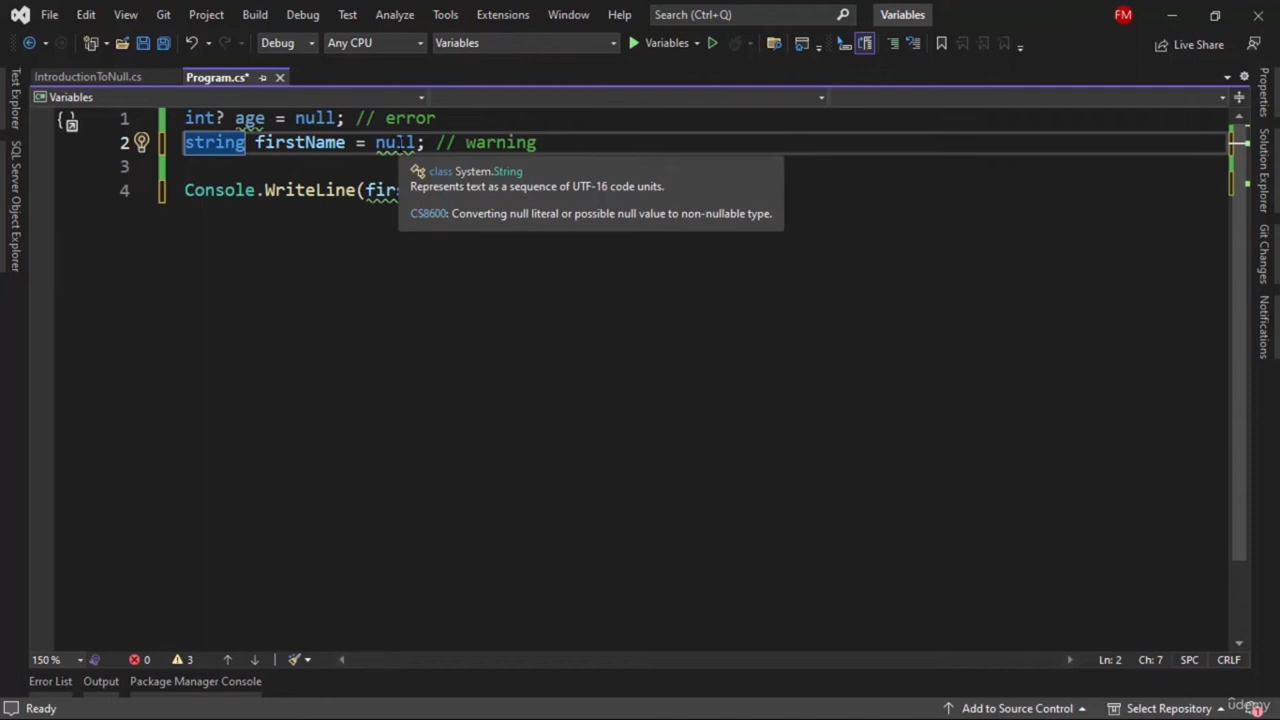 File Edit View Git Project Build Debug Test Analyze Tools Extensions Window Help Search (Ctrl+Q) Variables FM
Debug Any CPU Variables Variables Live Share
IntroductionToNull.cs Program.cs*
Variables
1 int? age = null; // error
2 string firstName = null; // warning
3
4 Console.WriteLine(firs
class System.String
Represents text as a sequence of UTF-16 code units.
CS8600: Converting null literal or possible null value to non-nullable type.
Test Explorer
SQL Server Object Explorer
Properties
Solution Explorer
Git Changes
Notifications
150 % 0 3 Ln: 2 Ch: 7 SPC CRLF
Error List Output Package Manager Console
Ready Add to Source Control Select Repository 1
udemy